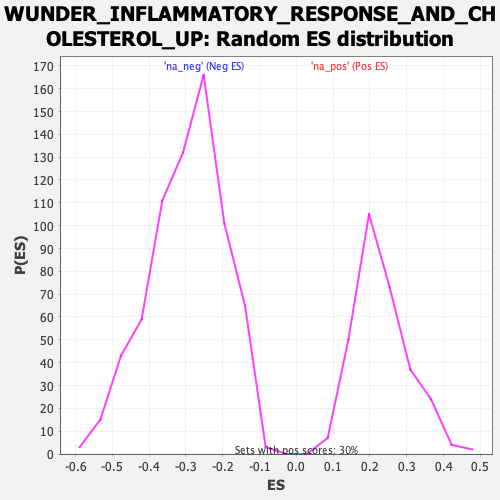 WUNDER_INFLAMMATORY_RESPONSE_AND_CH
OLESTEROL_UP: Random ES distribution
'na_neg' (Neg ES) 'na_pos' (Pos ES)
170
160
150
140
130
120
110
100
90
80
70
60
50
40
30
20
10
0
P(ES)
Sets with pos scores: 30%
-0.6 -0.5 -0.4 -0.3 -0.2 -0.1 0.0 0.1 0.2 0.3 0.4 0.5
ES